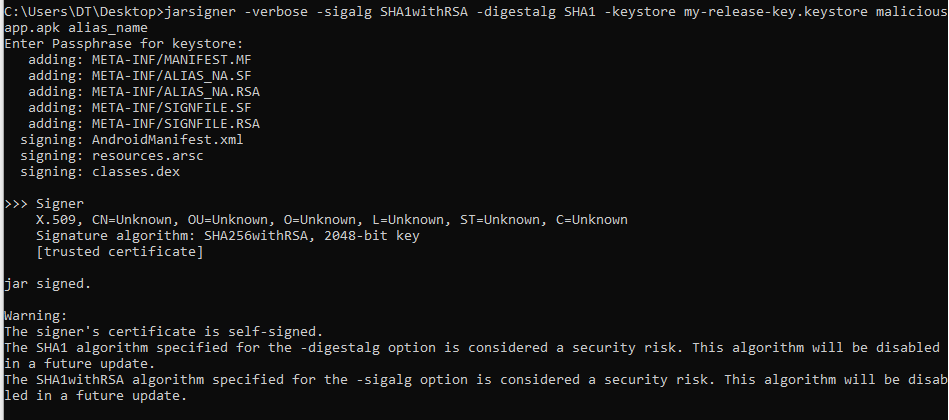 C:\Users\DT\Desktop>jarsigner -verbose -sigalg SHA1withRSA -digestalg SHA1 -keystore my-release-key.keystore malicious
app.apk alias_name
Enter Passphrase for keystore:
   adding: META-INF/MANIFEST.MF
   adding: META-INF/ALIAS_NA.SF
   adding: META-INF/ALIAS_NA.RSA
   adding: META-INF/SIGNFILE.SF
   adding: META-INF/SIGNFILE.RSA
  signing: AndroidManifest.xml
  signing: resources.arsc
  signing: classes.dex
>>> Signer
    X.509, CN=Unknown, OU=Unknown, O=Unknown, L=Unknown, ST=Unknown, C=Unknown
    Signature algorithm: SHA256withRSA, 2048-bit key
    [trusted certificate]
jar signed.
Warning:
The signer's certificate is self-signed.
The SHA1 algorithm specified for the -digestalg option is considered a security risk. This algorithm will be disabled
in a future update.
The SHA1withRSA algorithm specified for the -sigalg option is considered a security risk. This algorithm will be disab
led in a future update.